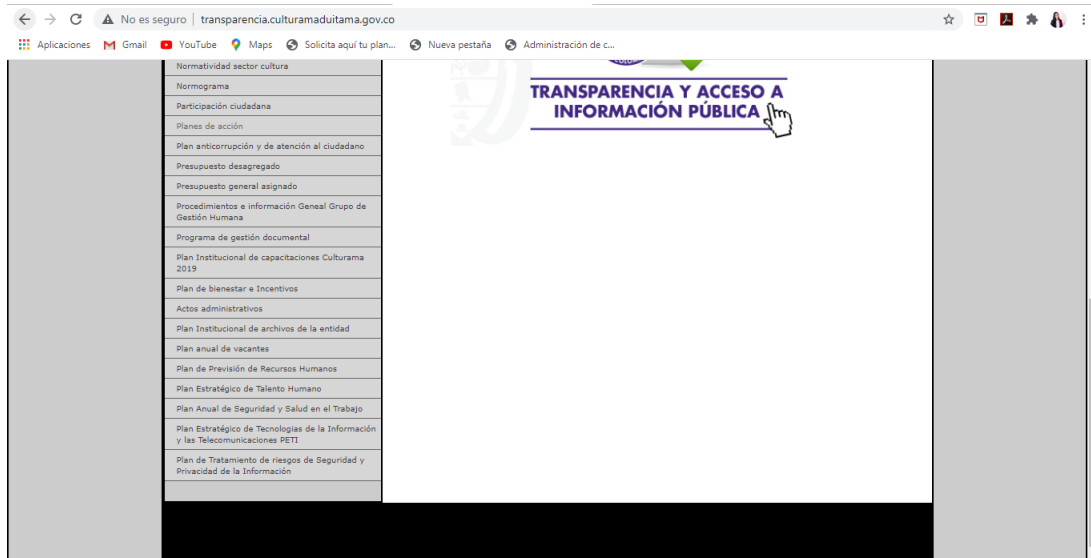 No es seguro | transparencia.culturamaduitama.gov.co
Aplicaciones Gmail YouTube Maps Solicita aquí tu plan... Nueva pestaña Administración de c...
Normatividad sector cultura
Normograma
Participación ciudadana
Planes de acción
Plan anticorrupción y de atención al ciudadano
Presupuesto desagregado
Presupuesto general asignado
Procedimientos e información Geneal Grupo de
Gestión Humana
Programa de gestión documental
Plan Institucional de capacitaciones Culturama
2019
Plan de bienestar e Incentivos
Actos administrativos
Plan Institucional de archivos de la entidad
Plan anual de vacantes
Plan de Previsión de Recursos Humanos
Plan Estratégico de Talento Humano
Plan Anual de Seguridad y Salud en el Trabajo
Plan Estratégico de Tecnologias de la Información
y las Telecomunicaciones PETI
Plan de Tratamiento de riesgos de Seguridad y
Privacidad de la Información
TRANSPARENCIA Y ACCESO A
INFORMACIÓN PÚBLICA